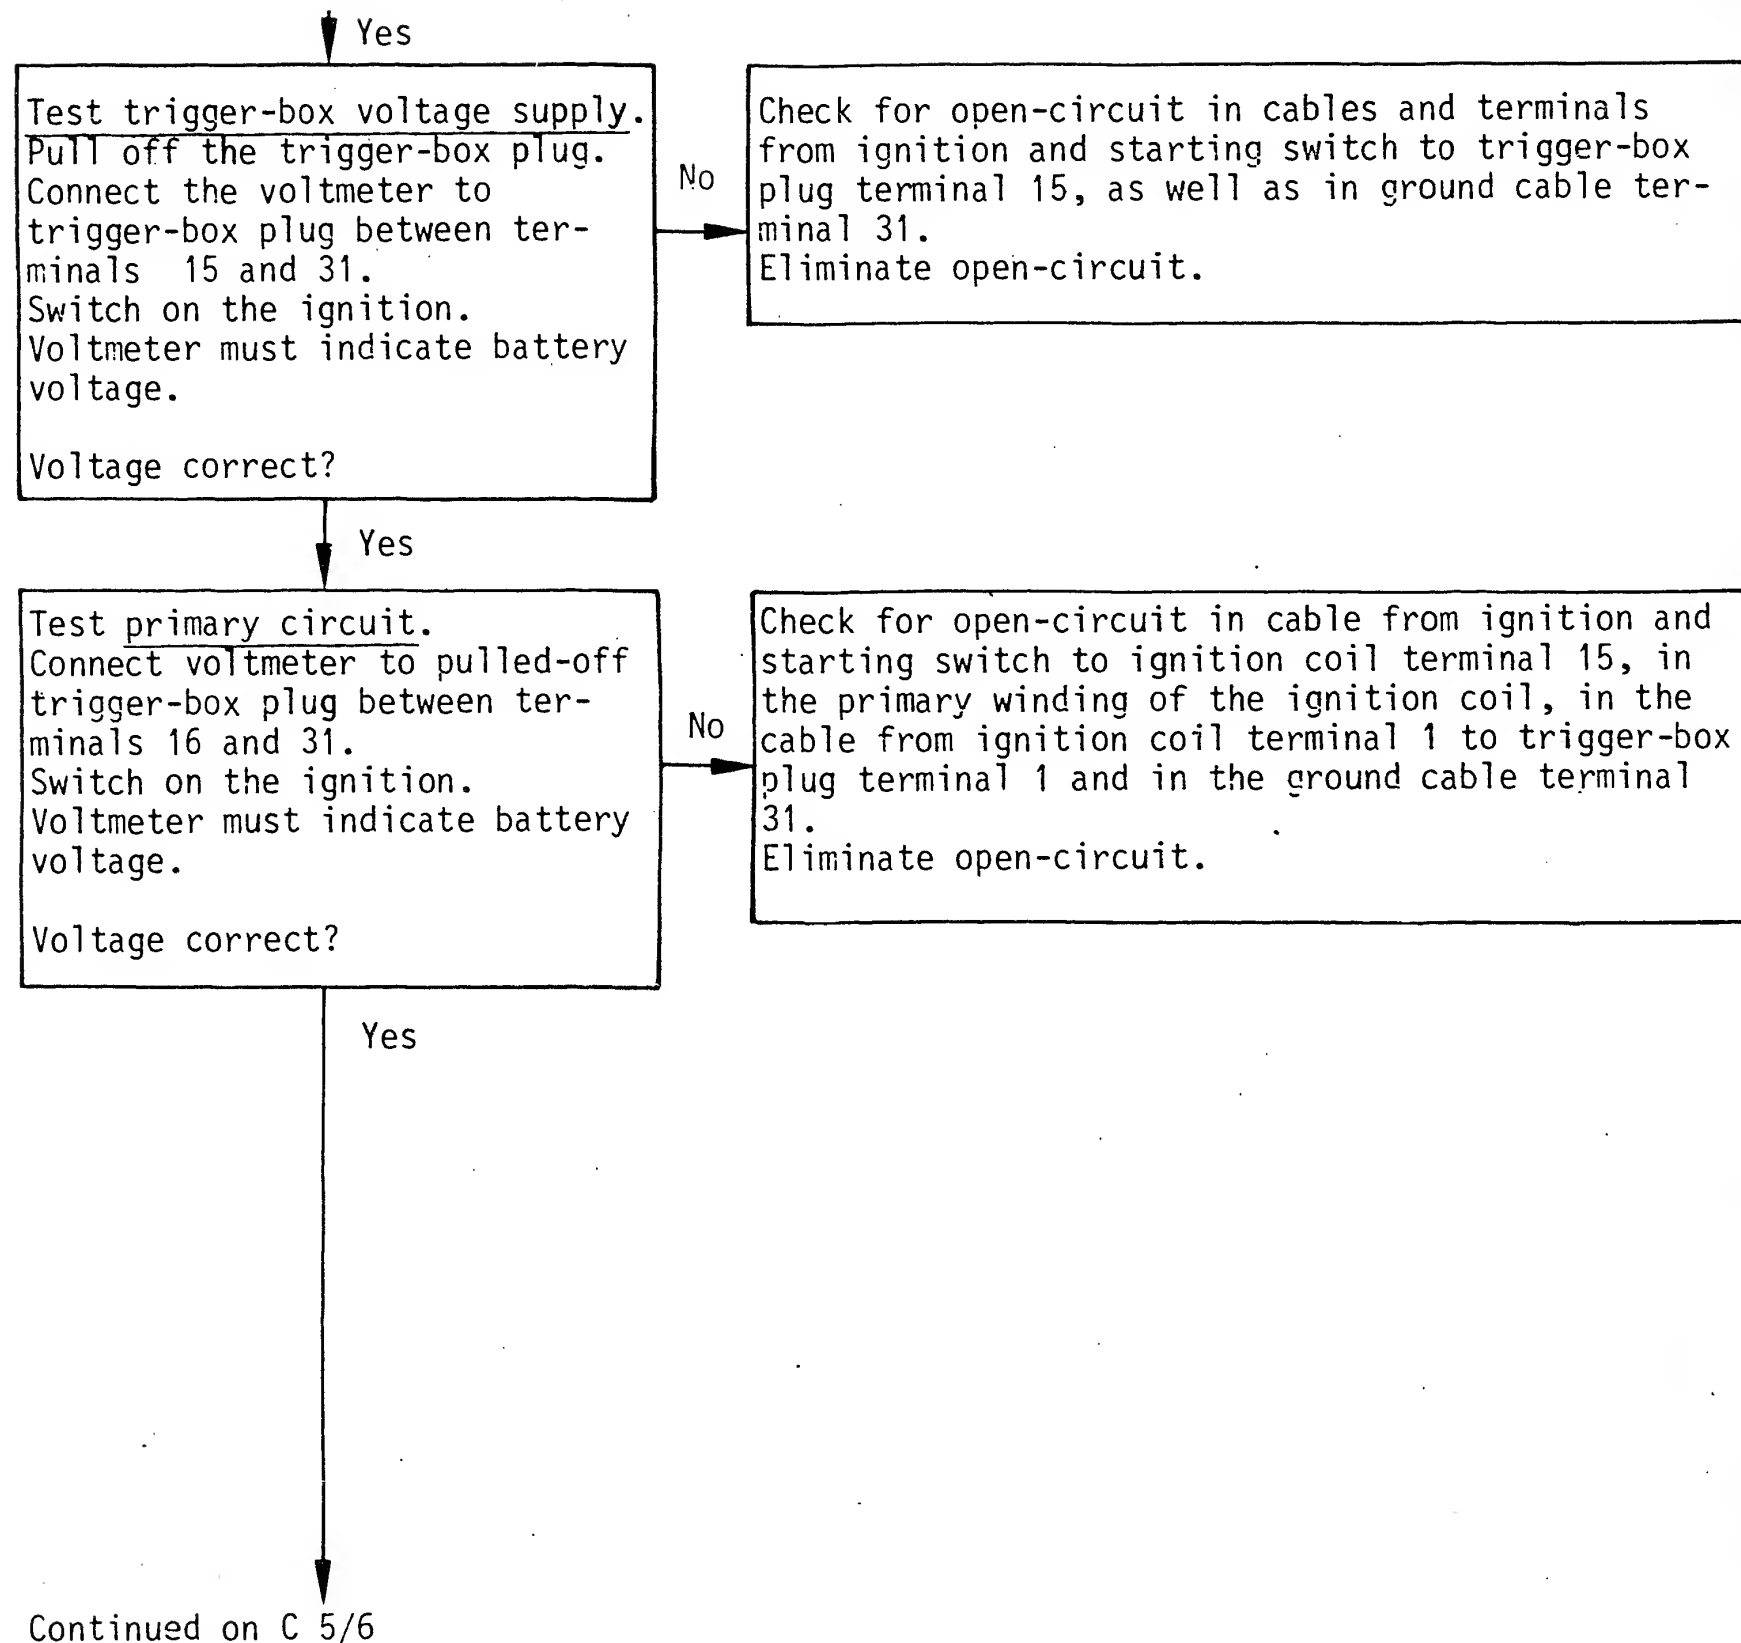 Yes
Test trigger-box voltage supply.
Pull off the trigger-box plug.
Connect the voltmeter to
trigger-box plug between ter-
minals 15 and 31.
Switch on the ignition.
Voltmeter must indicate battery
voltage.
Voltage correct?
No
Check for open-circuit in cables and terminals
from ignition and starting switch to trigger-box
plug terminal 15, as well as in ground cable ter-
minal 31.
Eliminate open-circuit.
Yes
Test primary circuit.
Connect voltmeter to pulled-off
trigger-box plug between ter-
minals 16 and 31.
Switch on the ignition.
Voltmeter must indicate battery
voltage.
Voltage correct?
No
Check for open-circuit in cable from ignition and
starting switch to ignition coil terminal 15, in
the primary winding of the ignition coil, in the
cable from ignition coil terminal 1 to trigger-box
plug terminal 1 and in the ground cable terminal
31.
Eliminate open-circuit.
Yes
Continued on C 5/6